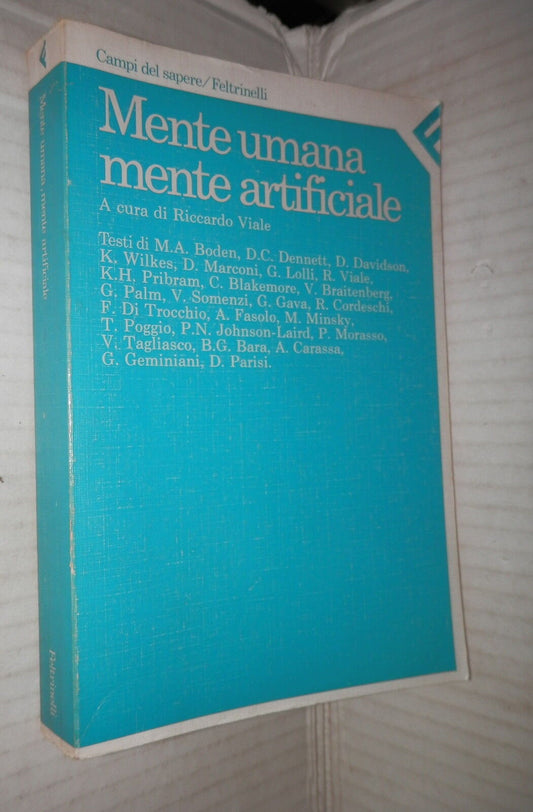 Campi del sapere/Feltrinelli
Mente umana
mente artificiale
A cura di Riccardo Viale
Testi di M.A. Boden, D.C. Dennett, D. Davidson,
K. Wilkes, D. Marconi, G. Lolli, R. Viale,
K.H. Pribram, C. Blakemore, V. Braitenberg,
G. Palm, V. Somenzi, G. Gava, R. Cordeschi,
F. Di Trocchio, A. Fasolo, M. Minsky,
T. Poggio, P.N. Johnson-Laird, P. Morasso,
V. Tagliasco, B.G. Bara, A. Carassa,
G. Geminiani, D. Parisi.
Mente umana, mente artificiale
Feltrinelli